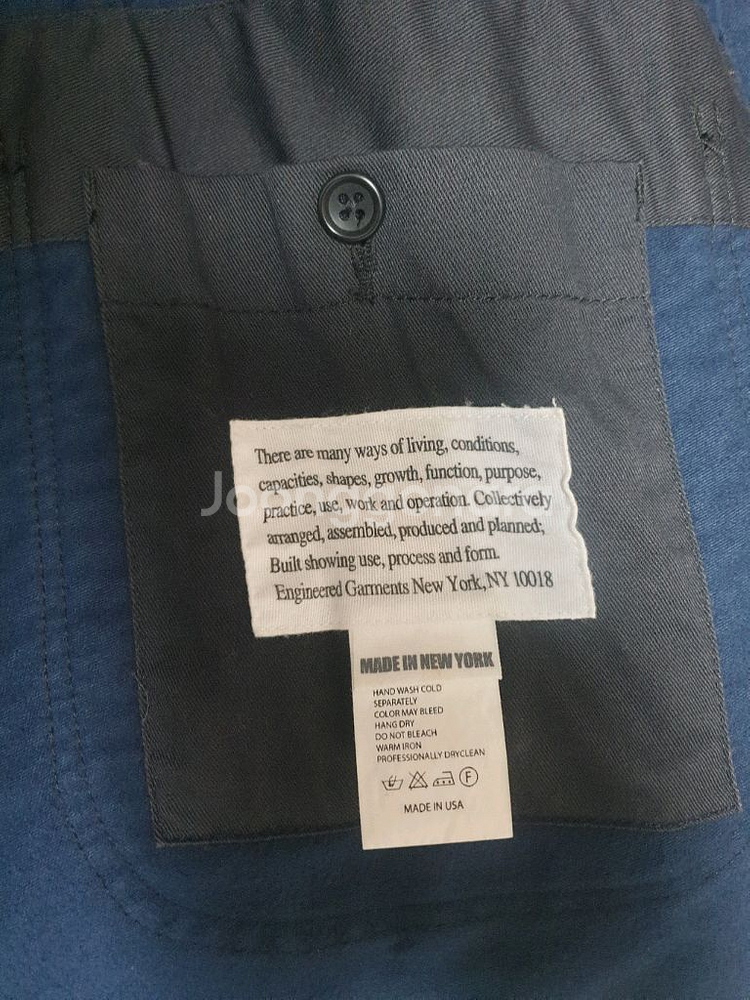 There are many ways of living, conditions,
capacities, shapes, growth, function, purpose,
practice, use, work and operation. Collectively
arranged, assembled, produced and planned;
Built showing use, process and form.
Engineered Garments New York, NY 10018
MADE IN NEW YORK
HAND WASH COLD
SEPARATELY
COLOR MAY BLEED
HANG DRY
DO NOT BLEACH
WARM IRON
PROFESSIONALLY DRYCLEAN
F
MADE IN USA